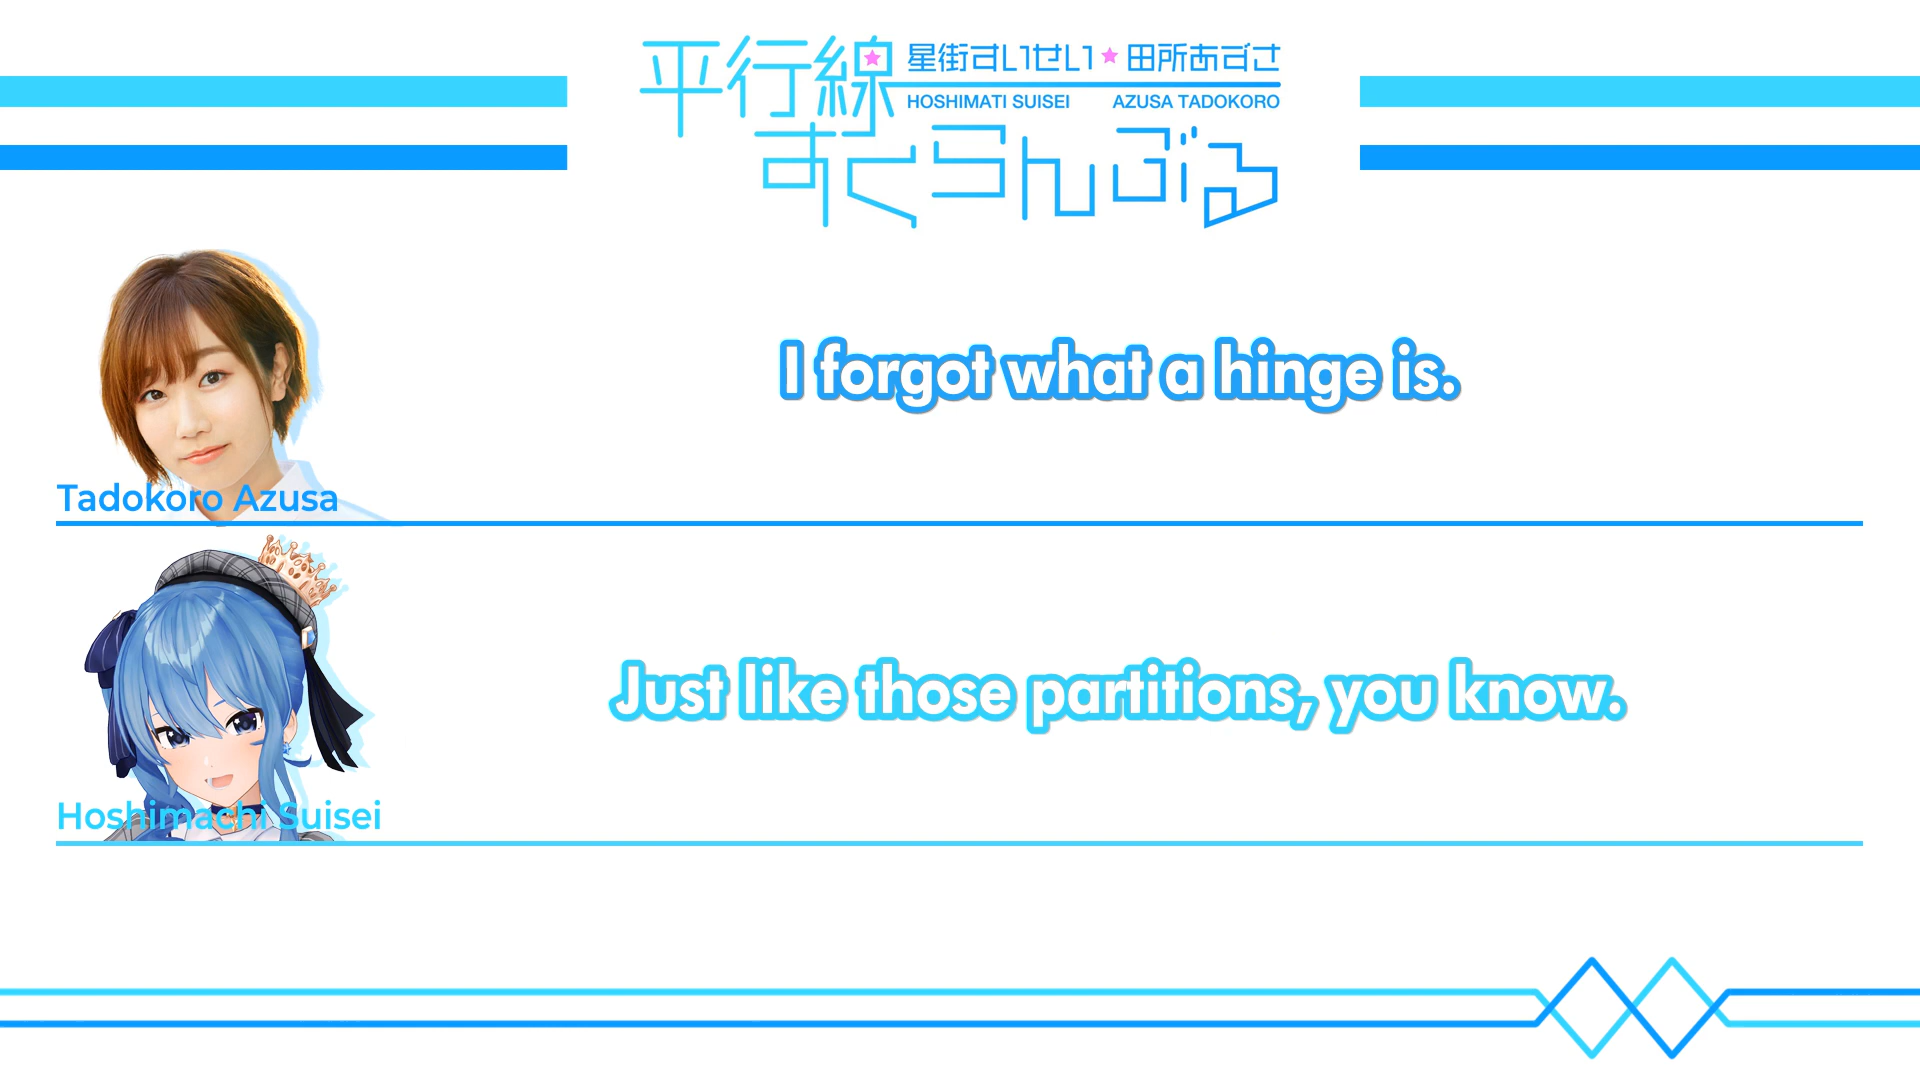 平行線
星街すいせい★田所あずさ
HOSHIMATI SUISEI AZUSA TADOKORO
すくらんぶる
I forgot what a hinge is.
Tadokoro Azusa
Just like those partitions, you know.
Hoshimachi Suisei